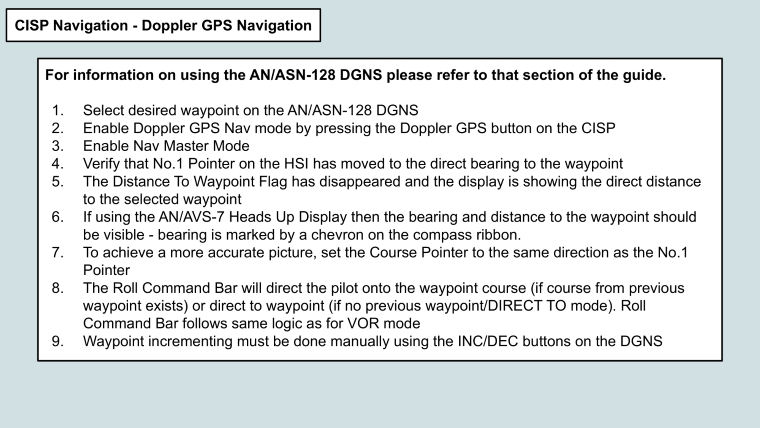 CISP Navigation - Doppler GPS Navigation
For information on using the AN/ASN-128 DGNS please refer to that section of the guide.
1. Select desired waypoint on the AN/ASN-128 DGNS
2. Enable Doppler GPS Nav mode by pressing the Doppler GPS button on the CISP
3. Enable Nav Master Mode
4. Verify that No.1 Pointer on the HSI has moved to the direct bearing to the waypoint
5. The Distance To Waypoint Flag has disappeared and the display is showing the direct distance
to the selected waypoint
6. If using the AN/AVS-7 Heads Up Display then the bearing and distance to the waypoint should
be visible - bearing is marked by a chevron on the compass ribbon.
7. To achieve a more accurate picture, set the Course Pointer to the same direction as the No.1
Pointer
8. The Roll Command Bar will direct the pilot onto the waypoint course (if course from previous
waypoint exists) or direct to waypoint (if no previous waypoint/DIRECT TO mode). Roll
Command Bar follows same logic as for VOR mode
9. Waypoint incrementing must be done manually using the INC/DEC buttons on the DGNS